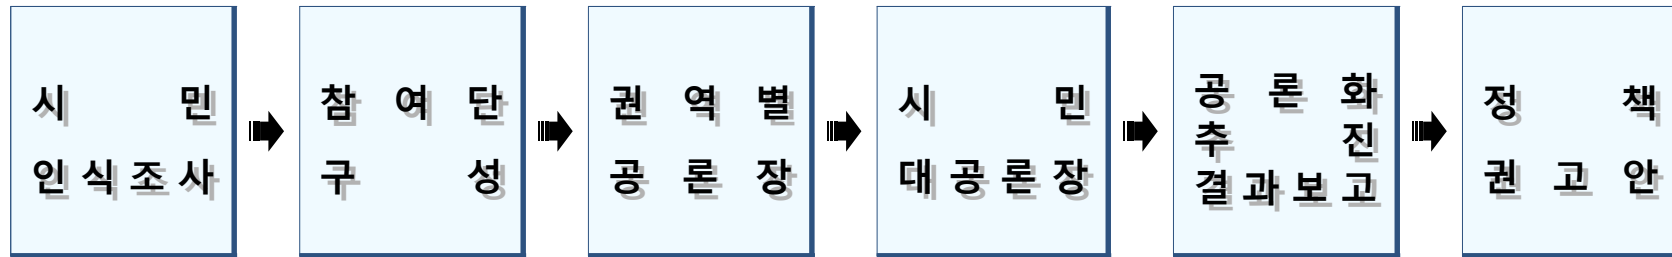 시 민
인식조사
참 여 단
구 성
권 역 별
공 론 장
시 민
대공론장
공 론 화
추 진
결과보고
정 책
권 고 안